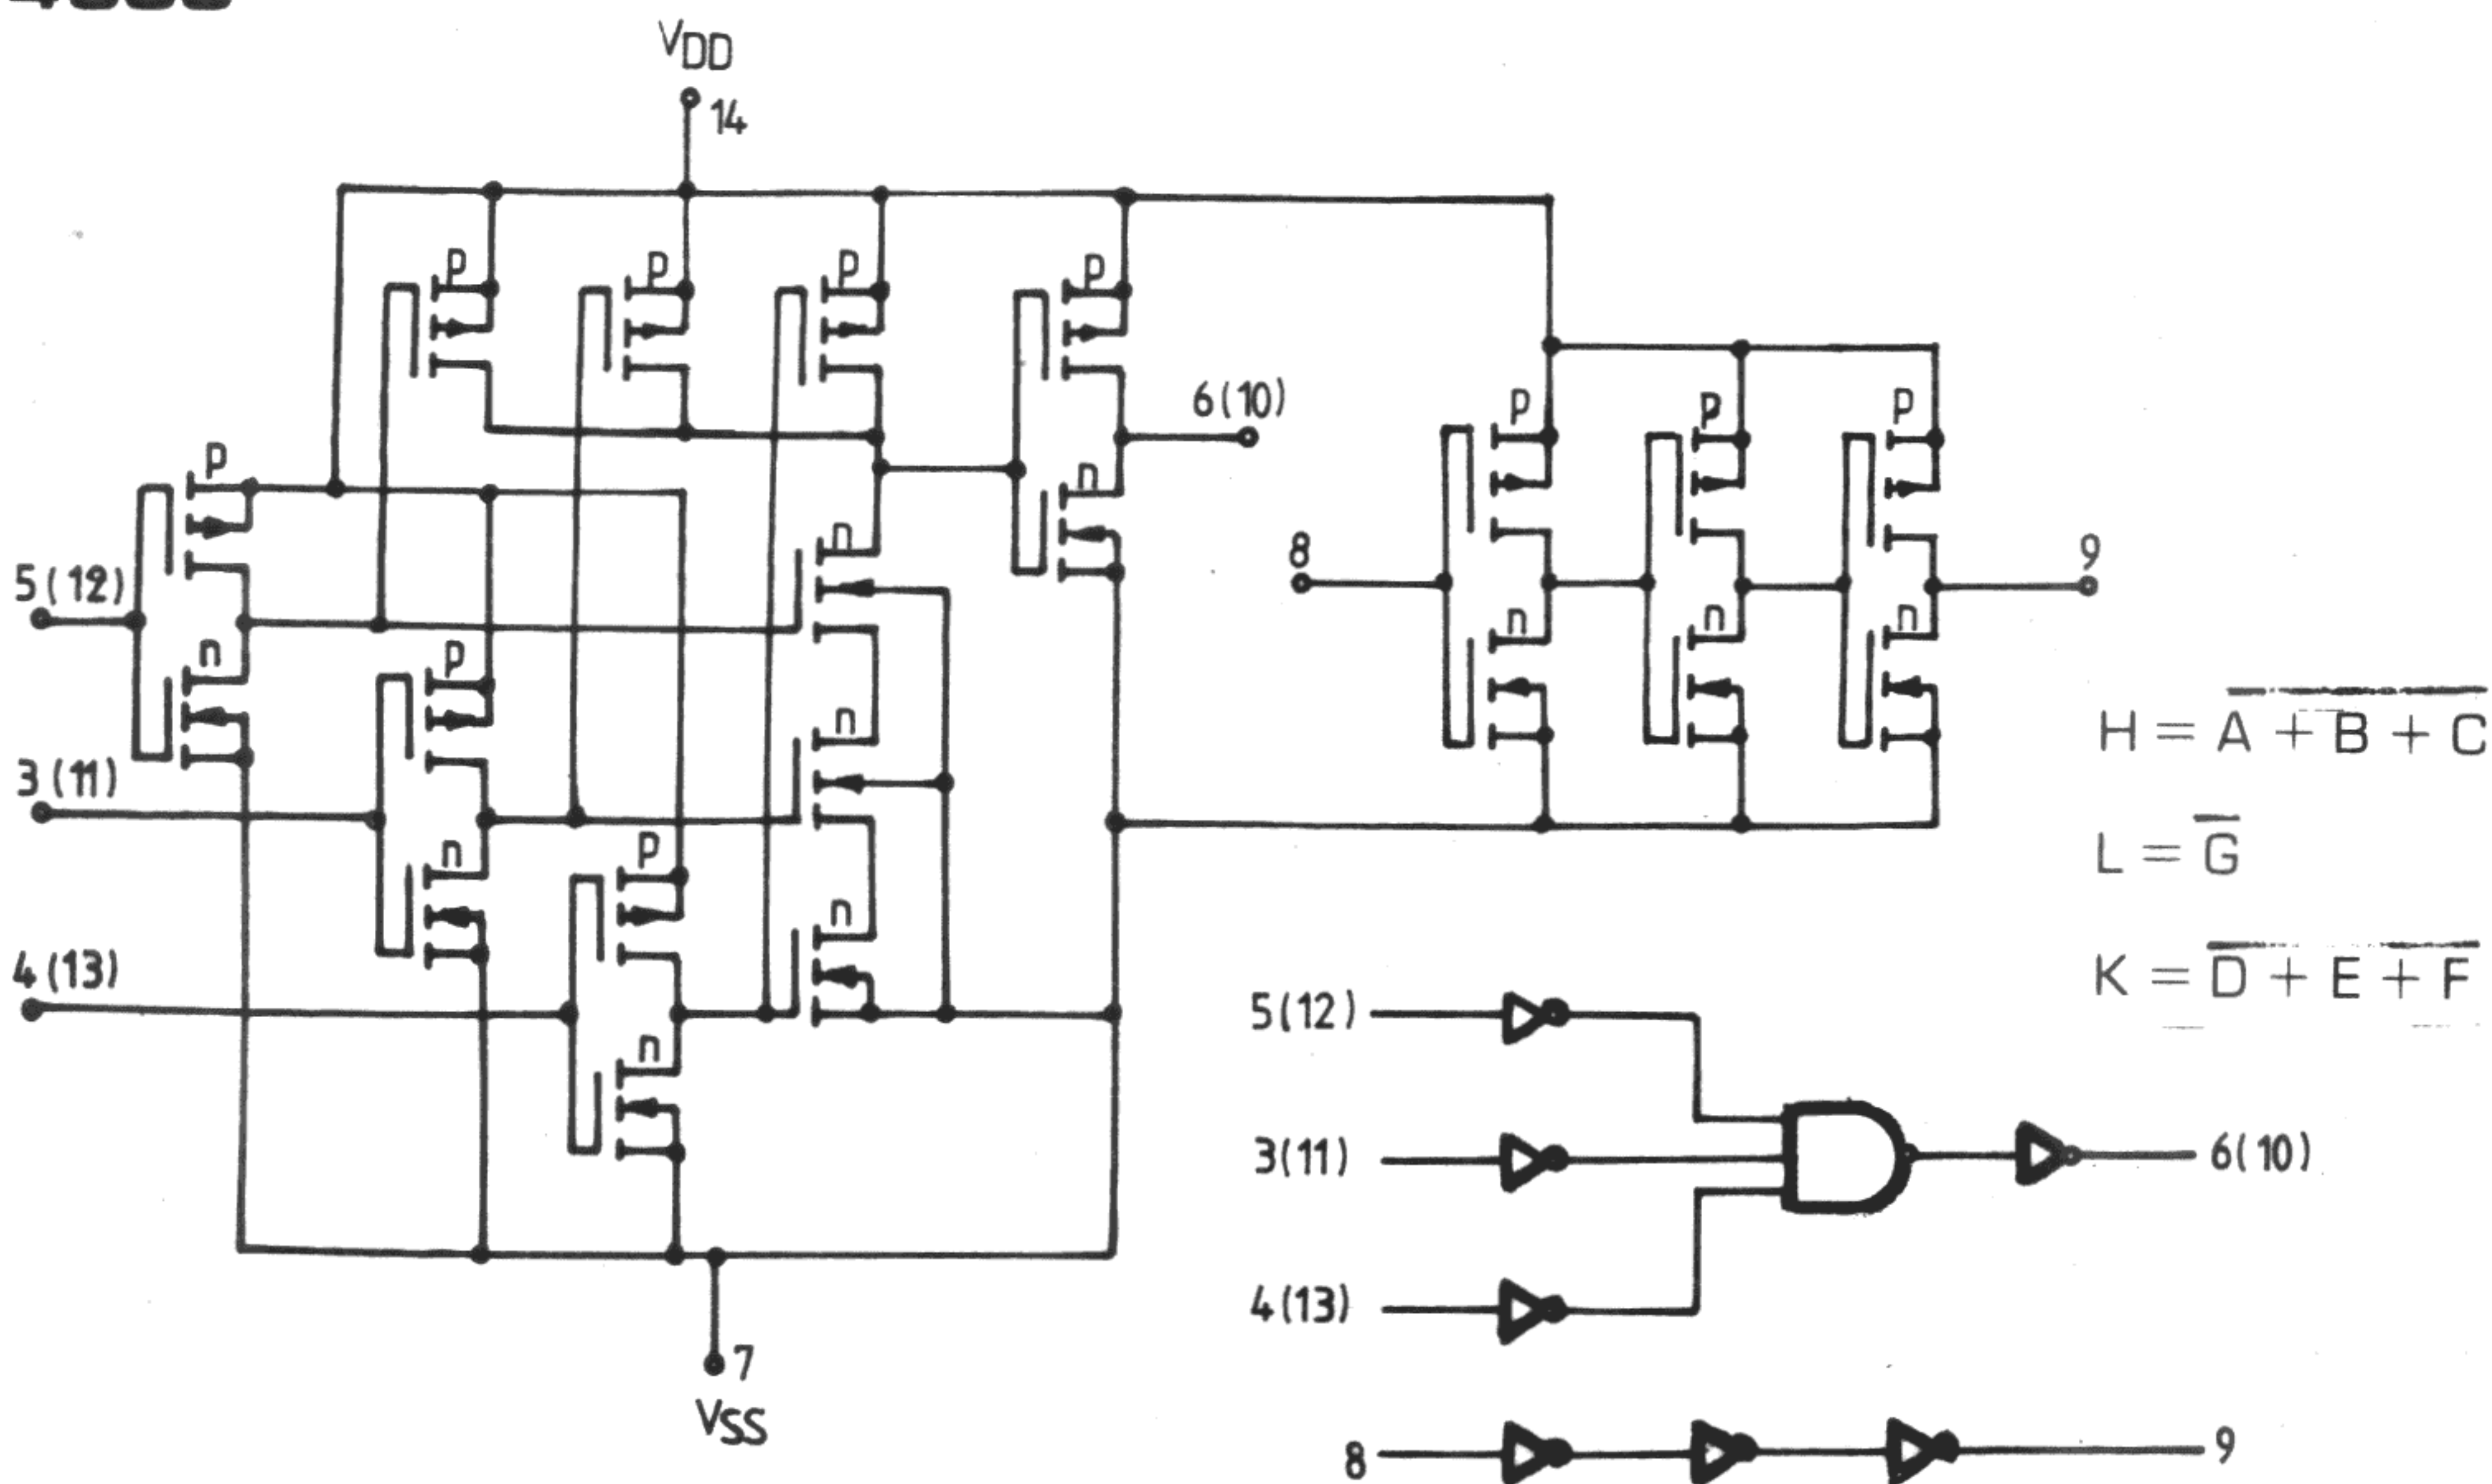 VDD
14
p
p
p
p
6(10)
p
p
p
p
n
n
8
9
5(12)
n
n
n
n
p
n
H = A + B + C
3(11)
n
p
L = G
n
4(13)
K = D + E + F
n
5(12)
3(11)
6(10)
4(13)
7
VSS
8
9